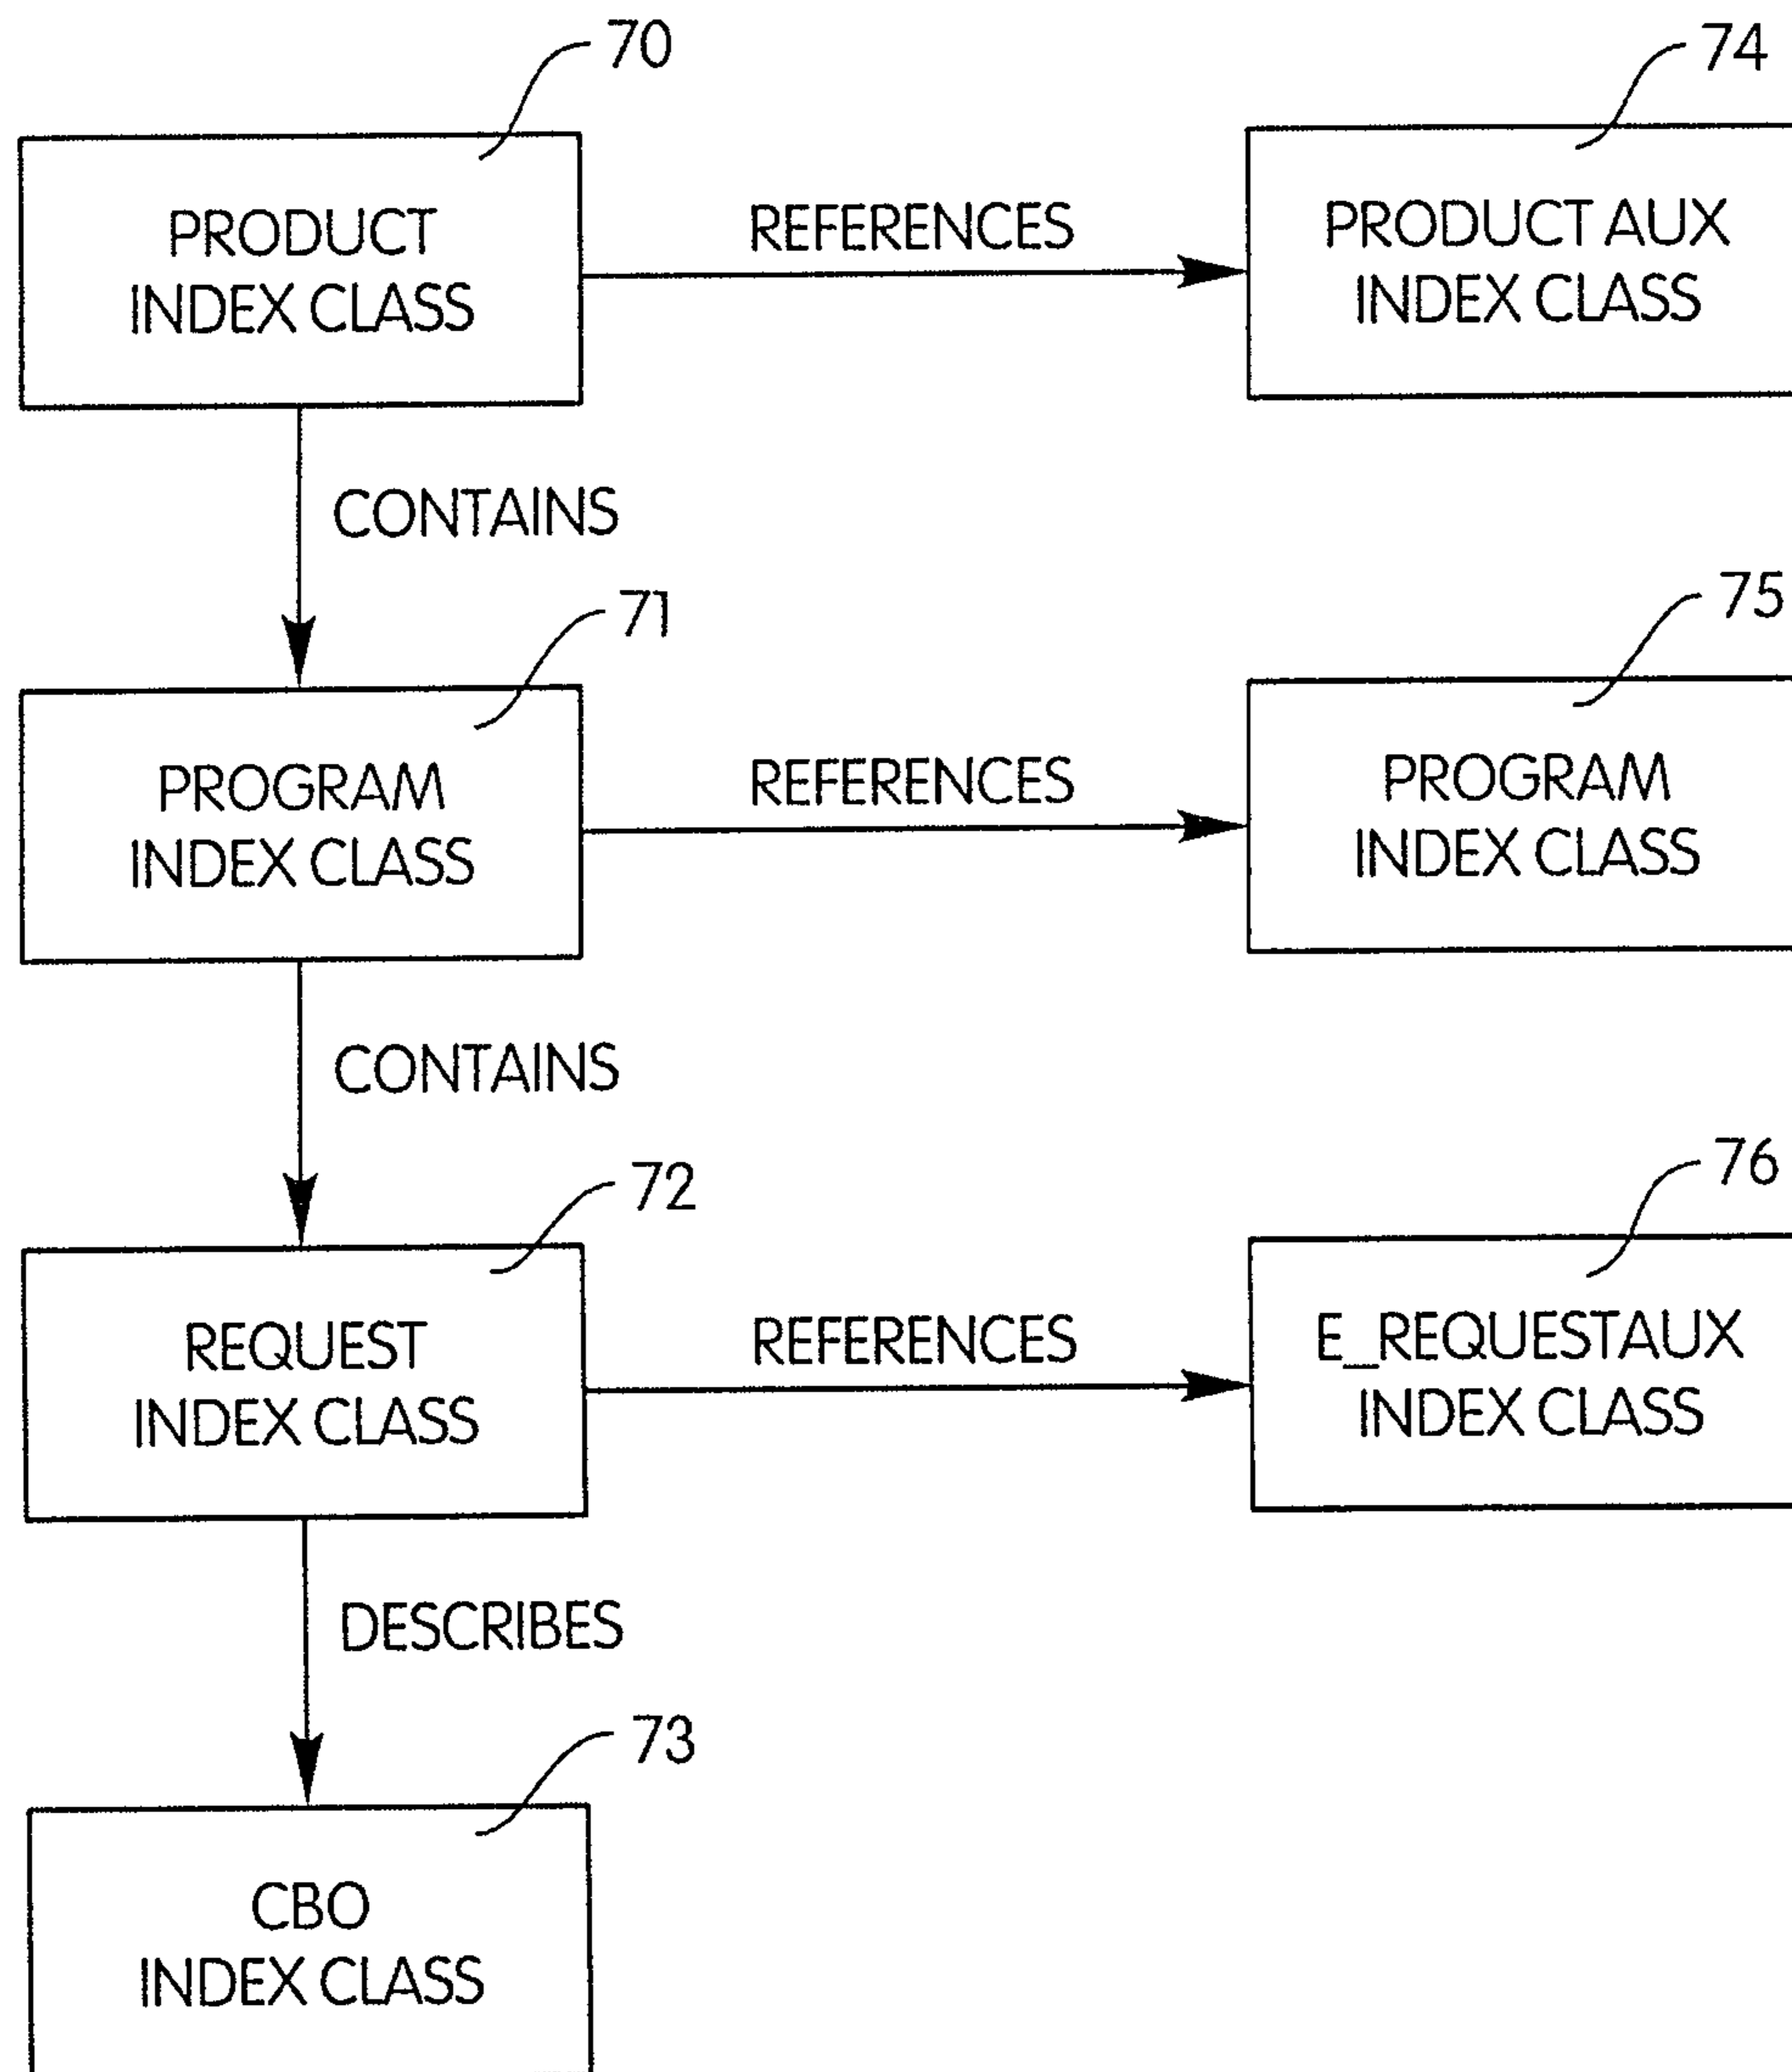 70
74
PRODUCT
INDEX CLASS
REFERENCES
PRODUCT AUX
INDEX CLASS
CONTAINS
71
75
PROGRAM
INDEX CLASS
REFERENCES
PROGRAM
INDEX CLASS
CONTAINS
72
76
REQUEST
INDEX CLASS
REFERENCES
E_REQUESTAUX
INDEX CLASS
DESCRIBES
73
CBO
INDEX CLASS